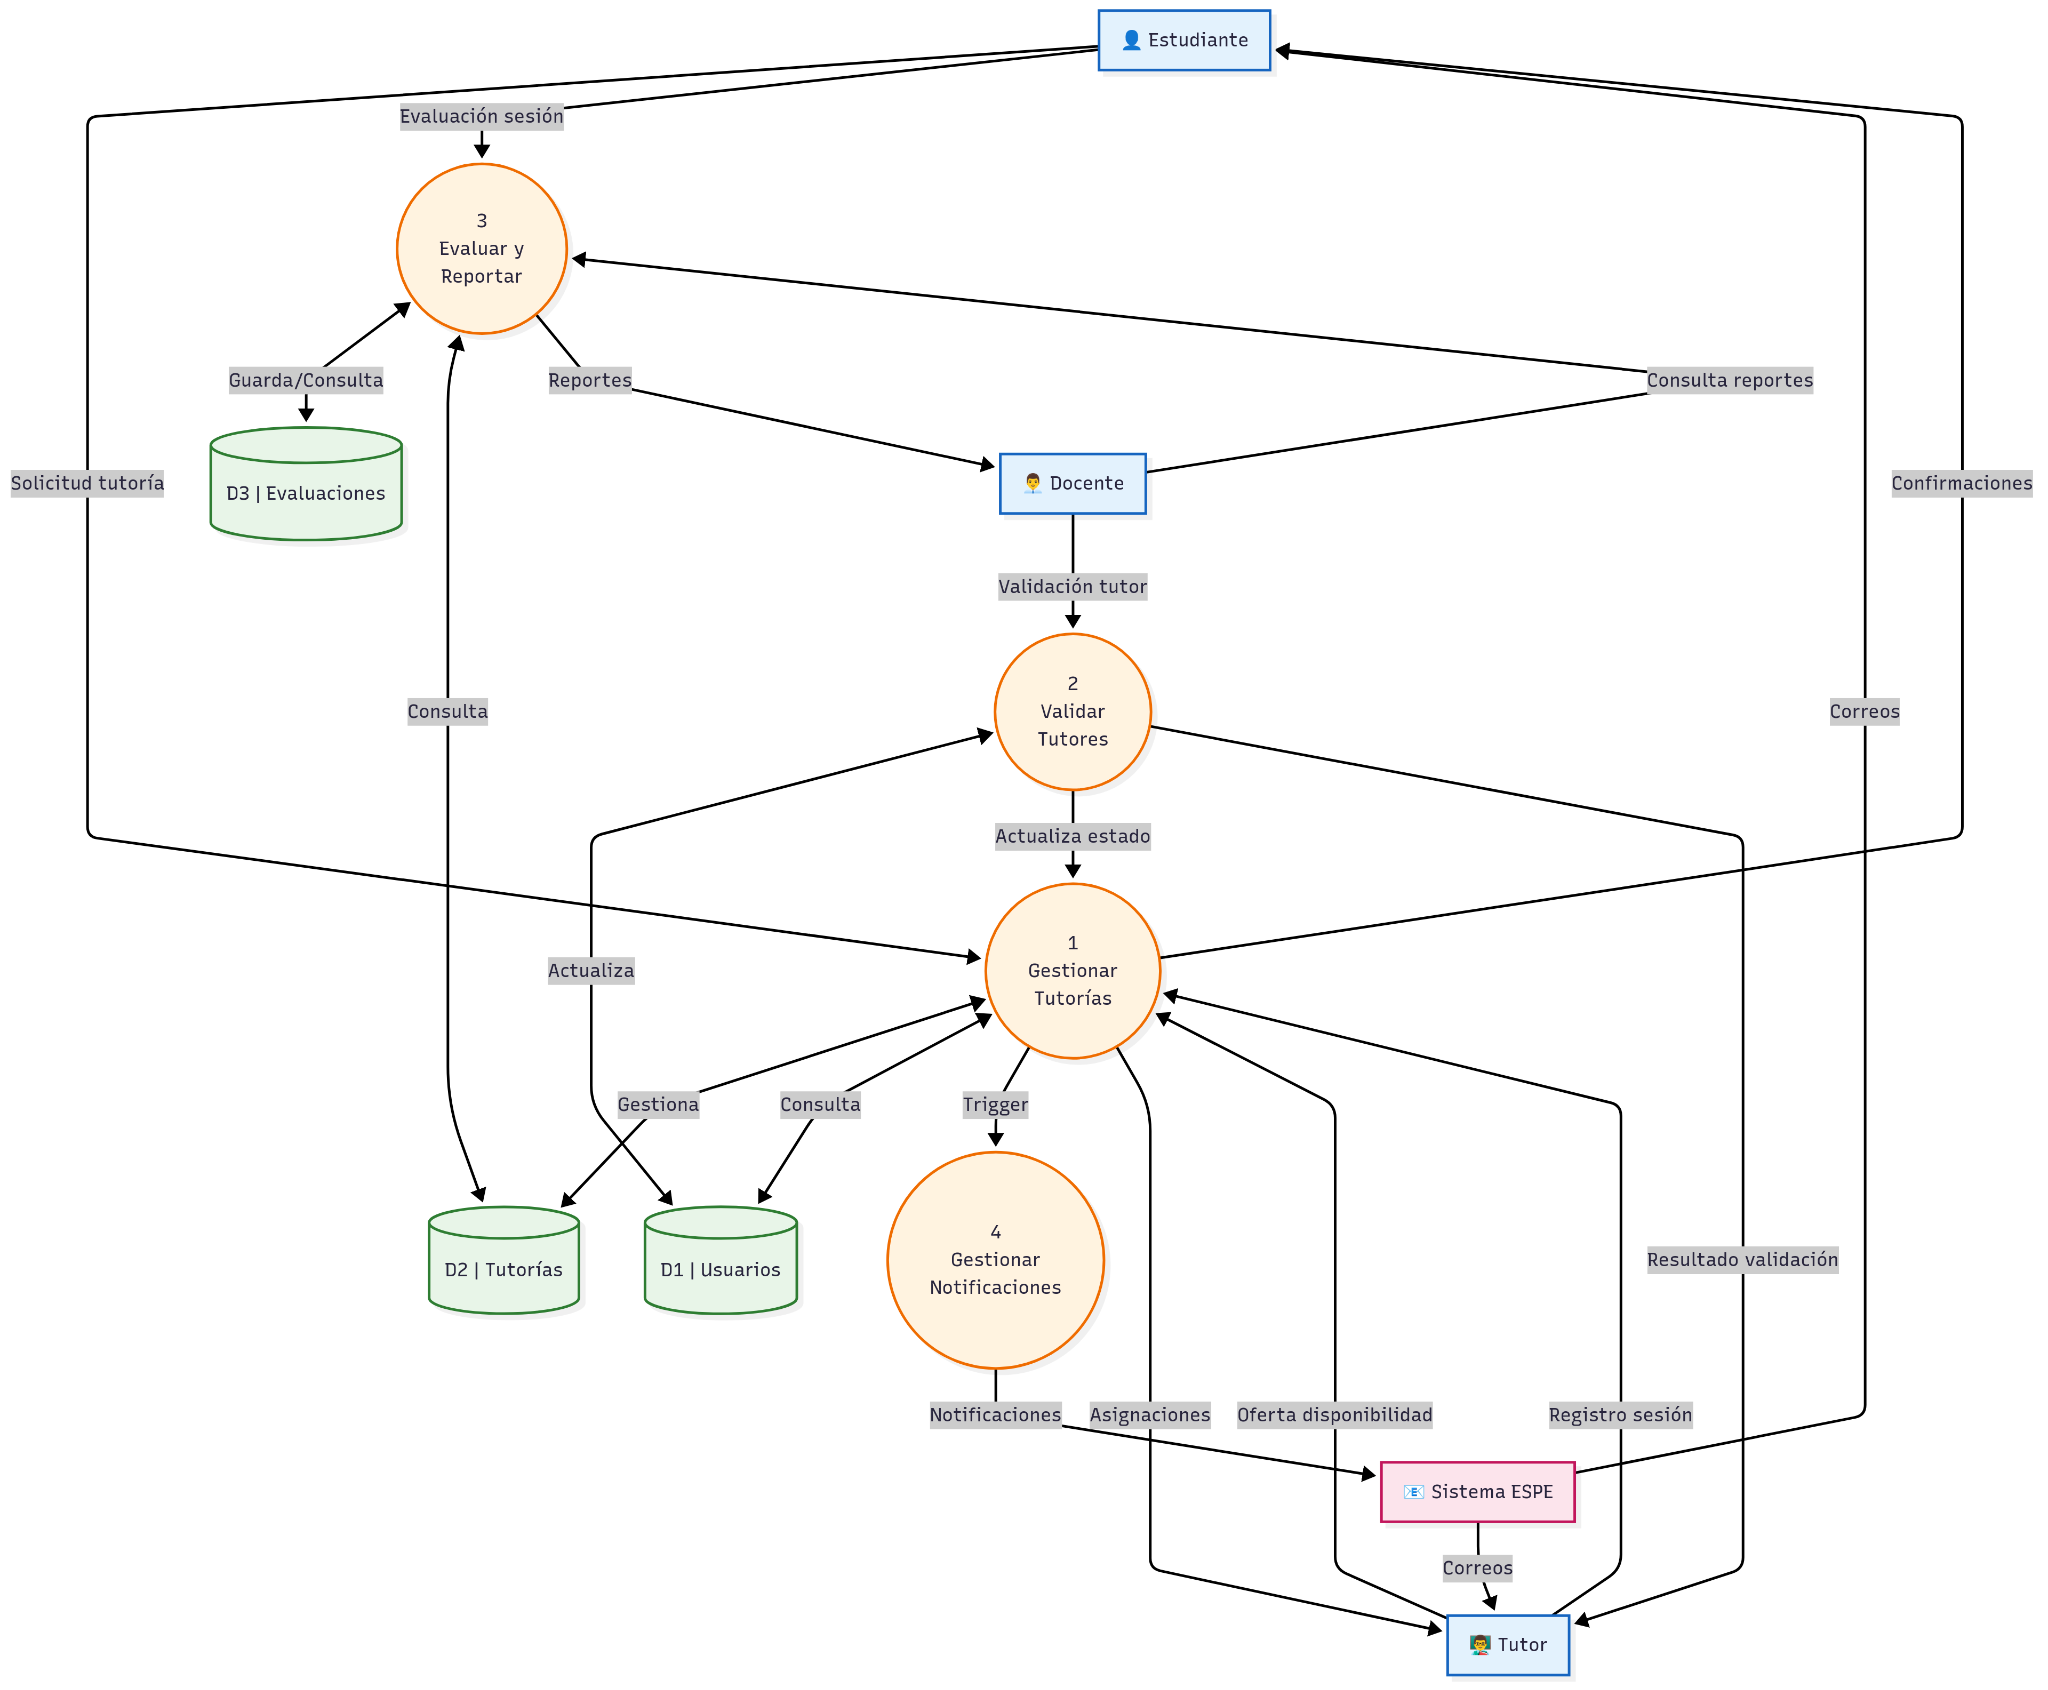 Estudiante
Evaluación sesión
3
Evaluar y
Reportar
Guarda/Consulta
Reportes
Consulta reportes
D3 | Evaluaciones
Solicitud tutoría
Docente
Confirmaciones
Validación tutor
2
Validar
Tutores
Consulta
Correos
Actualiza estado
1
Gestionar
Tutorías
Actualiza
Gestiona
Consulta
Trigger
4
Gestionar
Notificaciones
D2 | Tutorías
D1 | Usuarios
Resultado validación
Notificaciones
Asignaciones
Oferta disponibilidad
Registro sesión
Sistema ESPE
Correos
Tutor